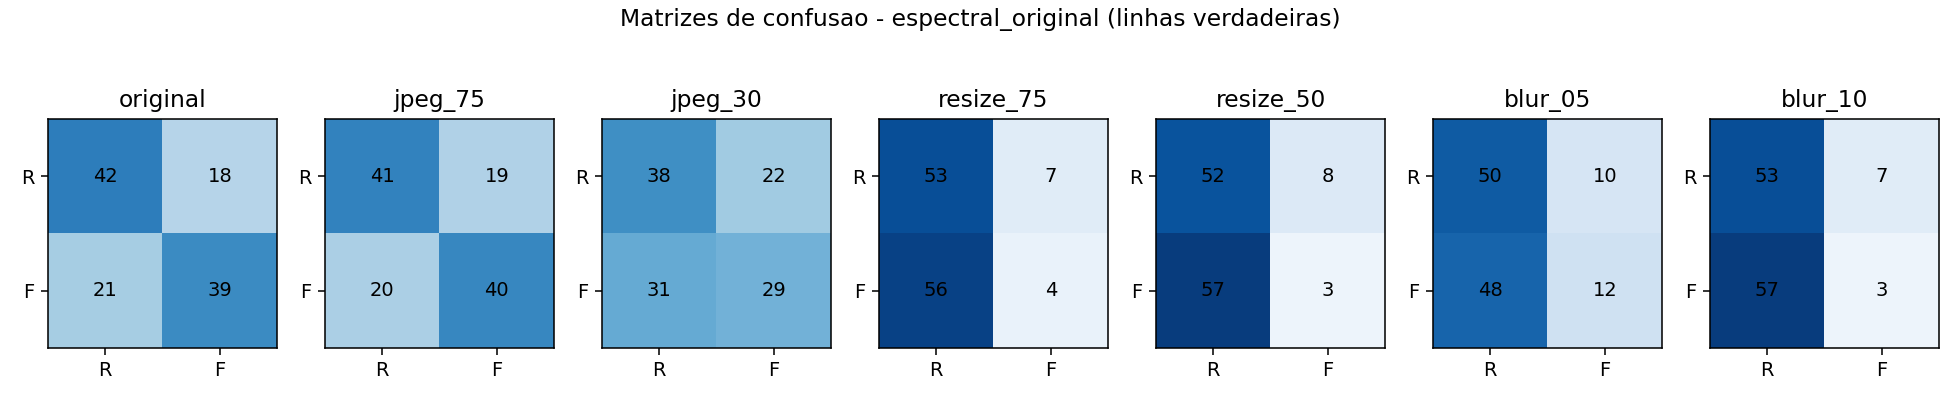 Matrizes de confusao - espectral_original (linhas verdadeiras)
original jpeg_75 jpeg_30 resize_75 resize_50 blur_05 blur_10
R 42 18 R 41 19 R 38 22 R 53 7 R 52 8 R 50 10 R 53 7
F 21 39 F 20 40 F 31 29 F 56 4 F 57 3 F 48 12 F 57 3
R F R F R F R F R F R F R F